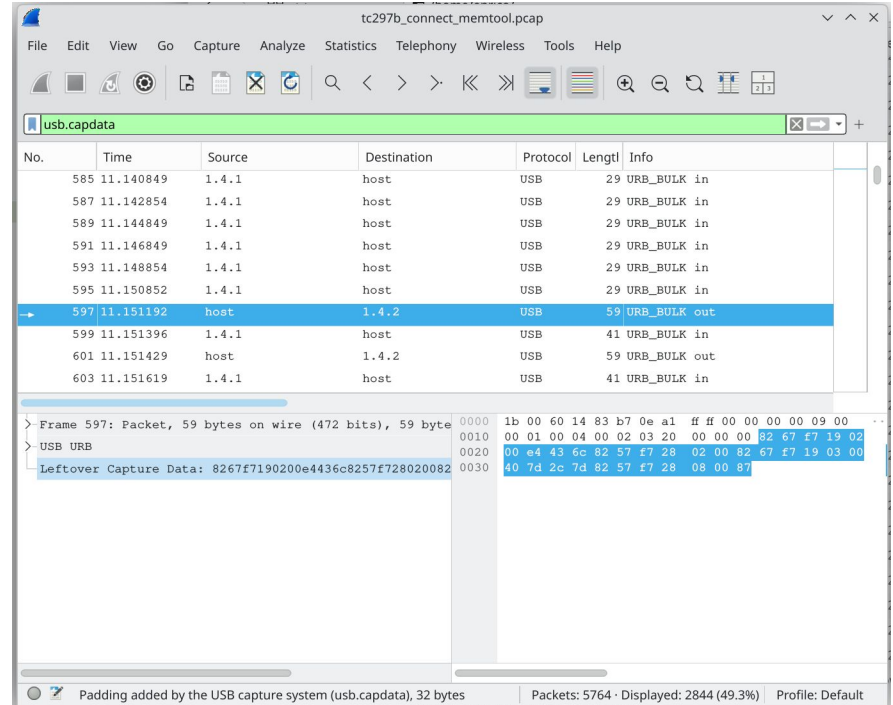 tc297b_connect_memtool.pcap
File Edit View Go Capture Analyze Statistics Telephony Wireless Tools Help
usb.capdata
No. Time Source Destination Protocol Lengtl Info
585 11.140849 1.4.1 host USB 29 URB_BULK in
587 11.142854 1.4.1 host USB 29 URB_BULK in
589 11.144849 1.4.1 host USB 29 URB_BULK in
591 11.146849 1.4.1 host USB 29 URB_BULK in
593 11.148854 1.4.1 host USB 29 URB_BULK in
595 11.150852 1.4.1 host USB 29 URB_BULK in
597 11.151192 host 1.4.2 USB 59 URB_BULK out
599 11.151396 1.4.1 host USB 41 URB_BULK in
601 11.151429 host 1.4.2 USB 59 URB_BULK out
603 11.151619 1.4.1 host USB 41 URB_BULK in
Frame 597: Packet, 59 bytes on wire (472 bits), 59 byte
USB URB
Leftover Capture Data: 8267f7190200e4436c8257f728020082
0000 1b 00 60 14 83 b7 0e a1 ff ff 00 00 00 00 09 00
0010 00 01 00 04 00 02 03 20 00 00 00 82 67 f7 19 02
0020 00 e4 43 6c 82 57 f7 28 02 00 82 67 f7 19 03 00
0030 40 7d 2c 7d 82 57 f7 28 08 00 87
Padding added by the USB capture system (usb.capdata), 32 bytes Packets: 5764 · Displayed: 2844 (49.3%) Profile: Default